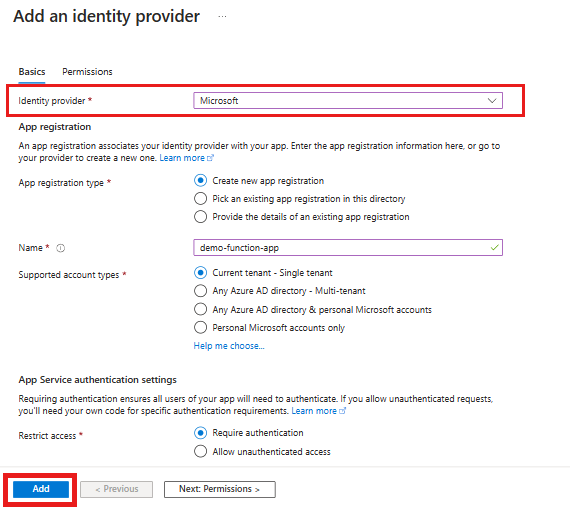 Add an identity provider ...
Basics Permissions
Identity provider * Microsoft
App registration
An app registration associates your identity provider with your app. Enter the app registration information here, or go to
your provider to create a new one. Learn more
App registration type * Create new app registration
Pick an existing app registration in this directory
Provide the details of an existing app registration
Name * demo-function-app
Supported account types * Current tenant - Single tenant
Any Azure AD directory - Multi-tenant
Any Azure AD directory & personal Microsoft accounts
Personal Microsoft accounts only
Help me choose...
App Service authentication settings
Requiring authentication ensures all users of your app will need to authenticate. If you allow unauthenticated requests,
you'll need your own code for specific authentication requirements. Learn more
Restrict access * Require authentication
Allow unauthenticated access
Add < Previous Next: Permissions >